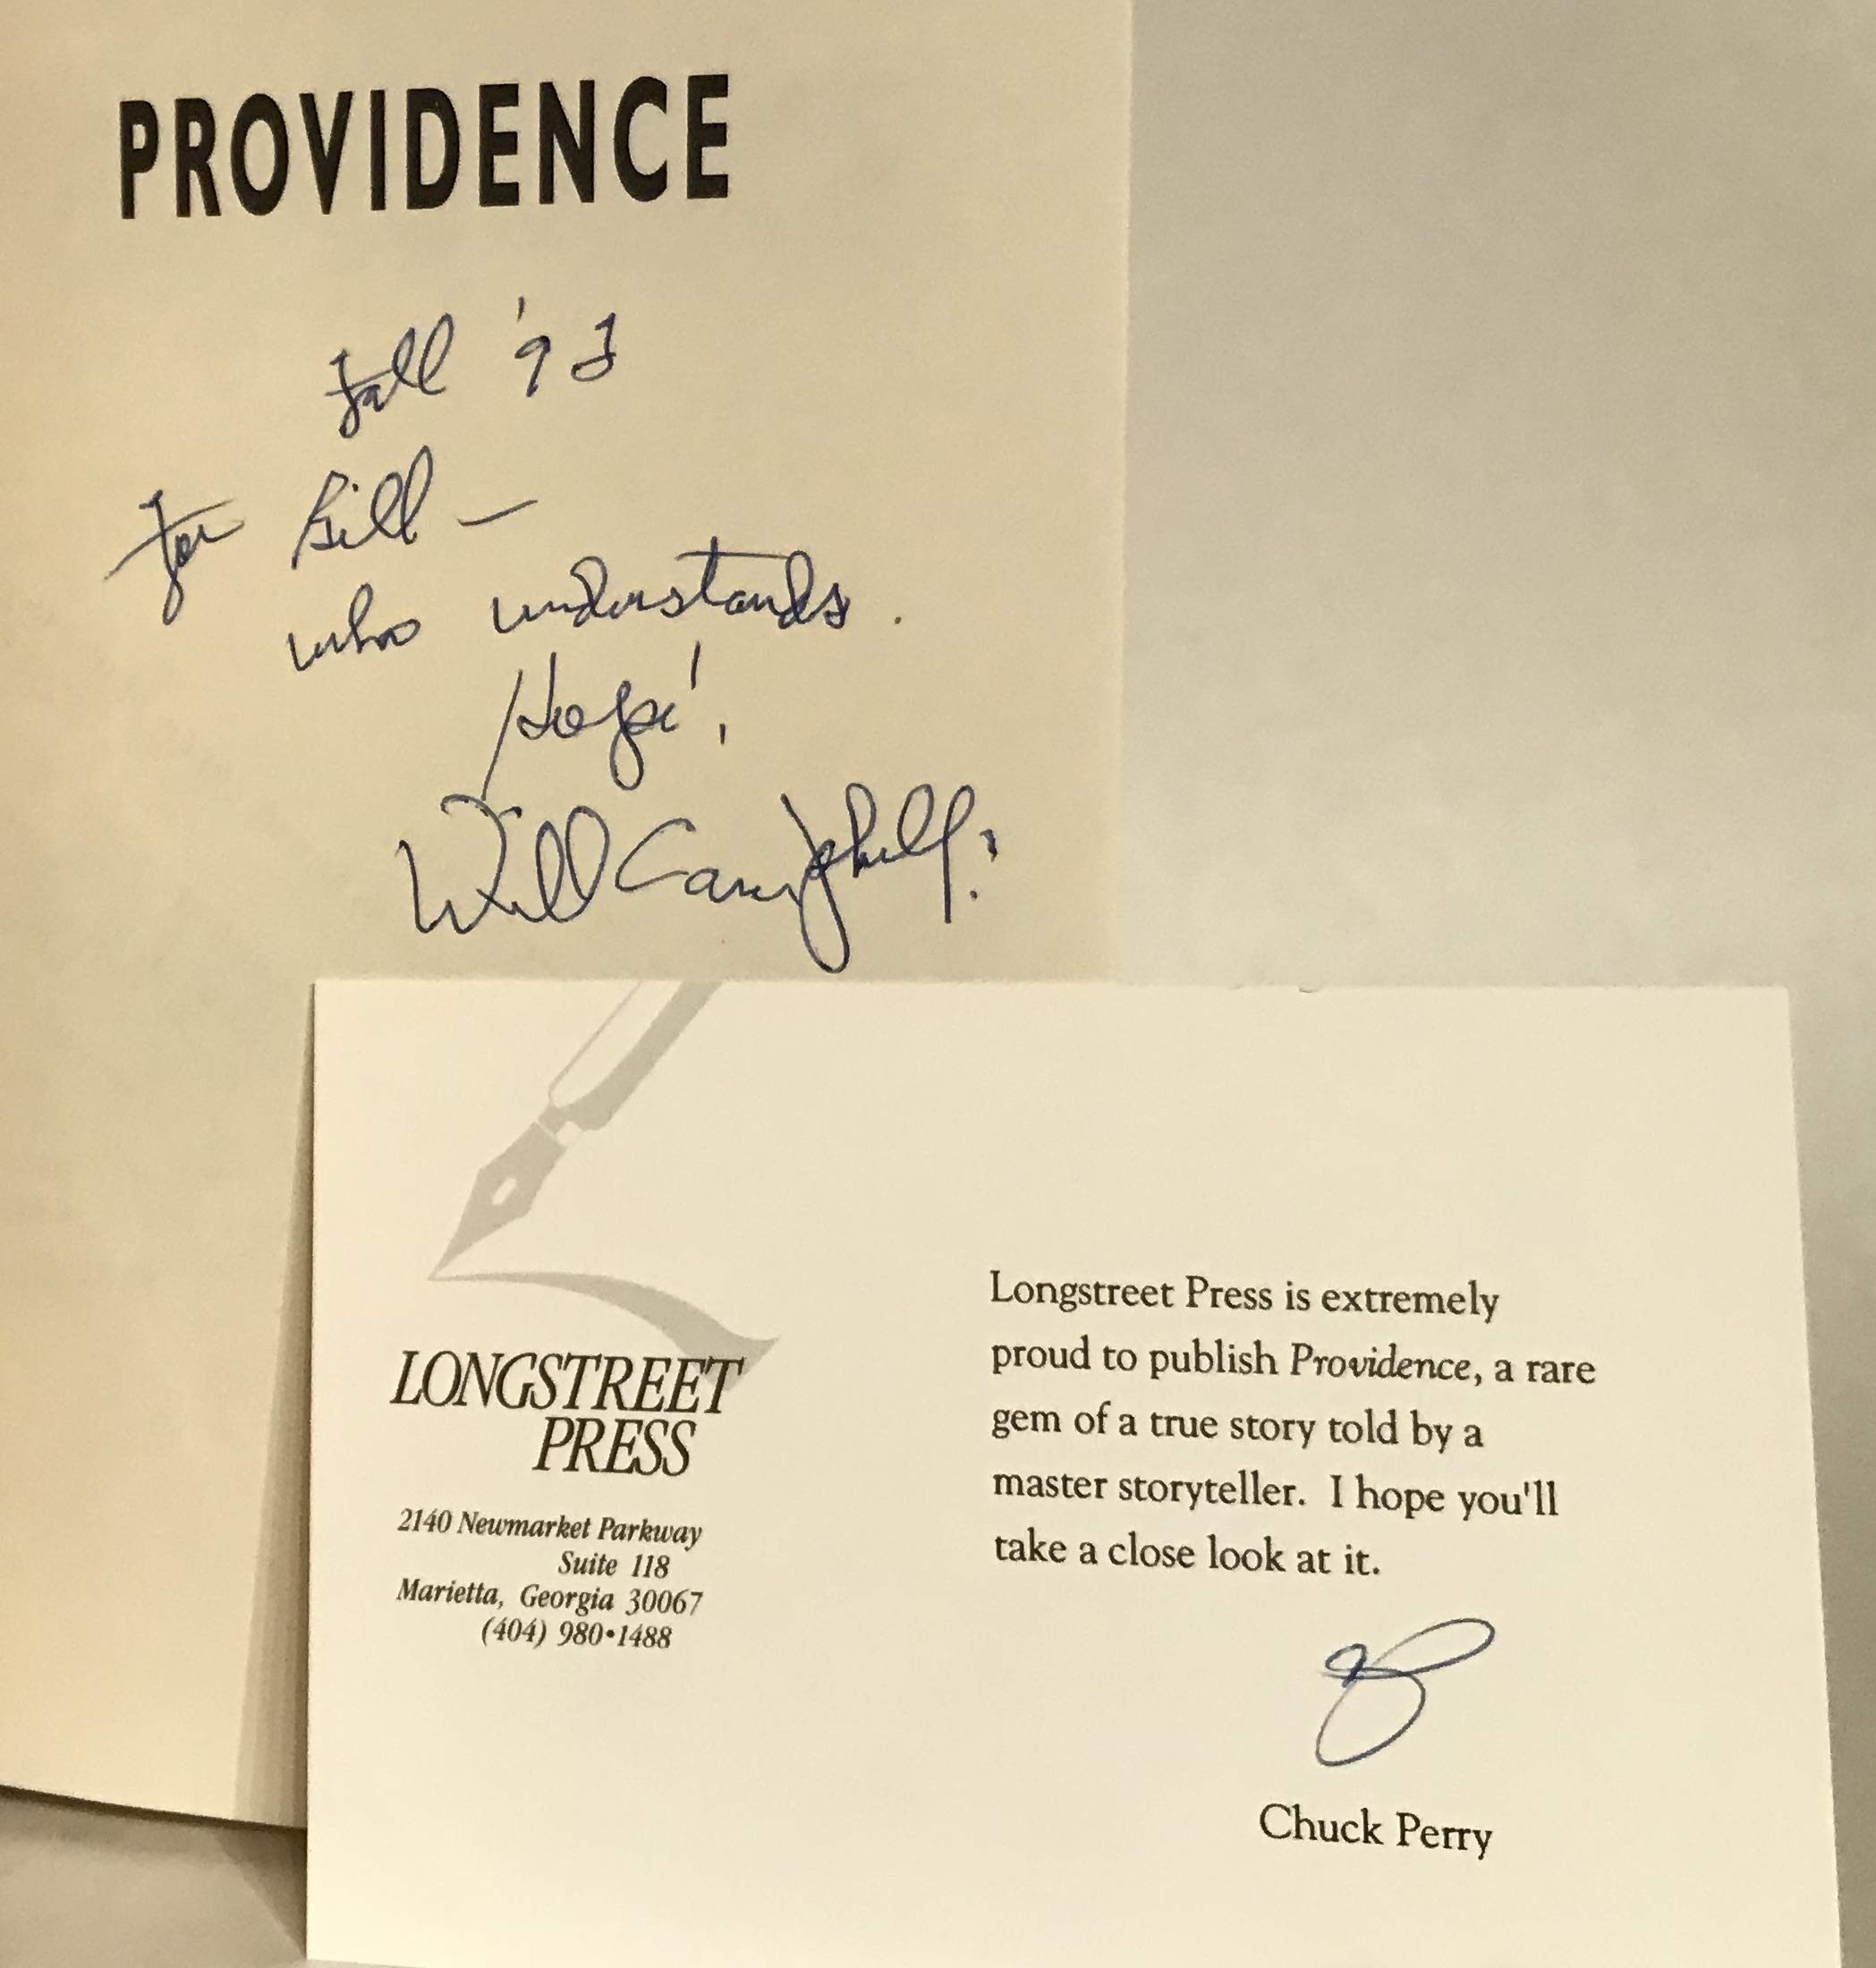 PROVIDENCE
Fall '93
For Bill —
who understands.
Hope!
Will Campbell
LONGSTREET
PRESS
2140 Newmarket Parkway
Suite 118
Marietta, Georgia 30067
(404) 980•1488
Longstreet Press is extremely
proud to publish Providence, a rare
gem of a true story told by a
master storyteller. I hope you'll
take a close look at it.
Chuck Perry